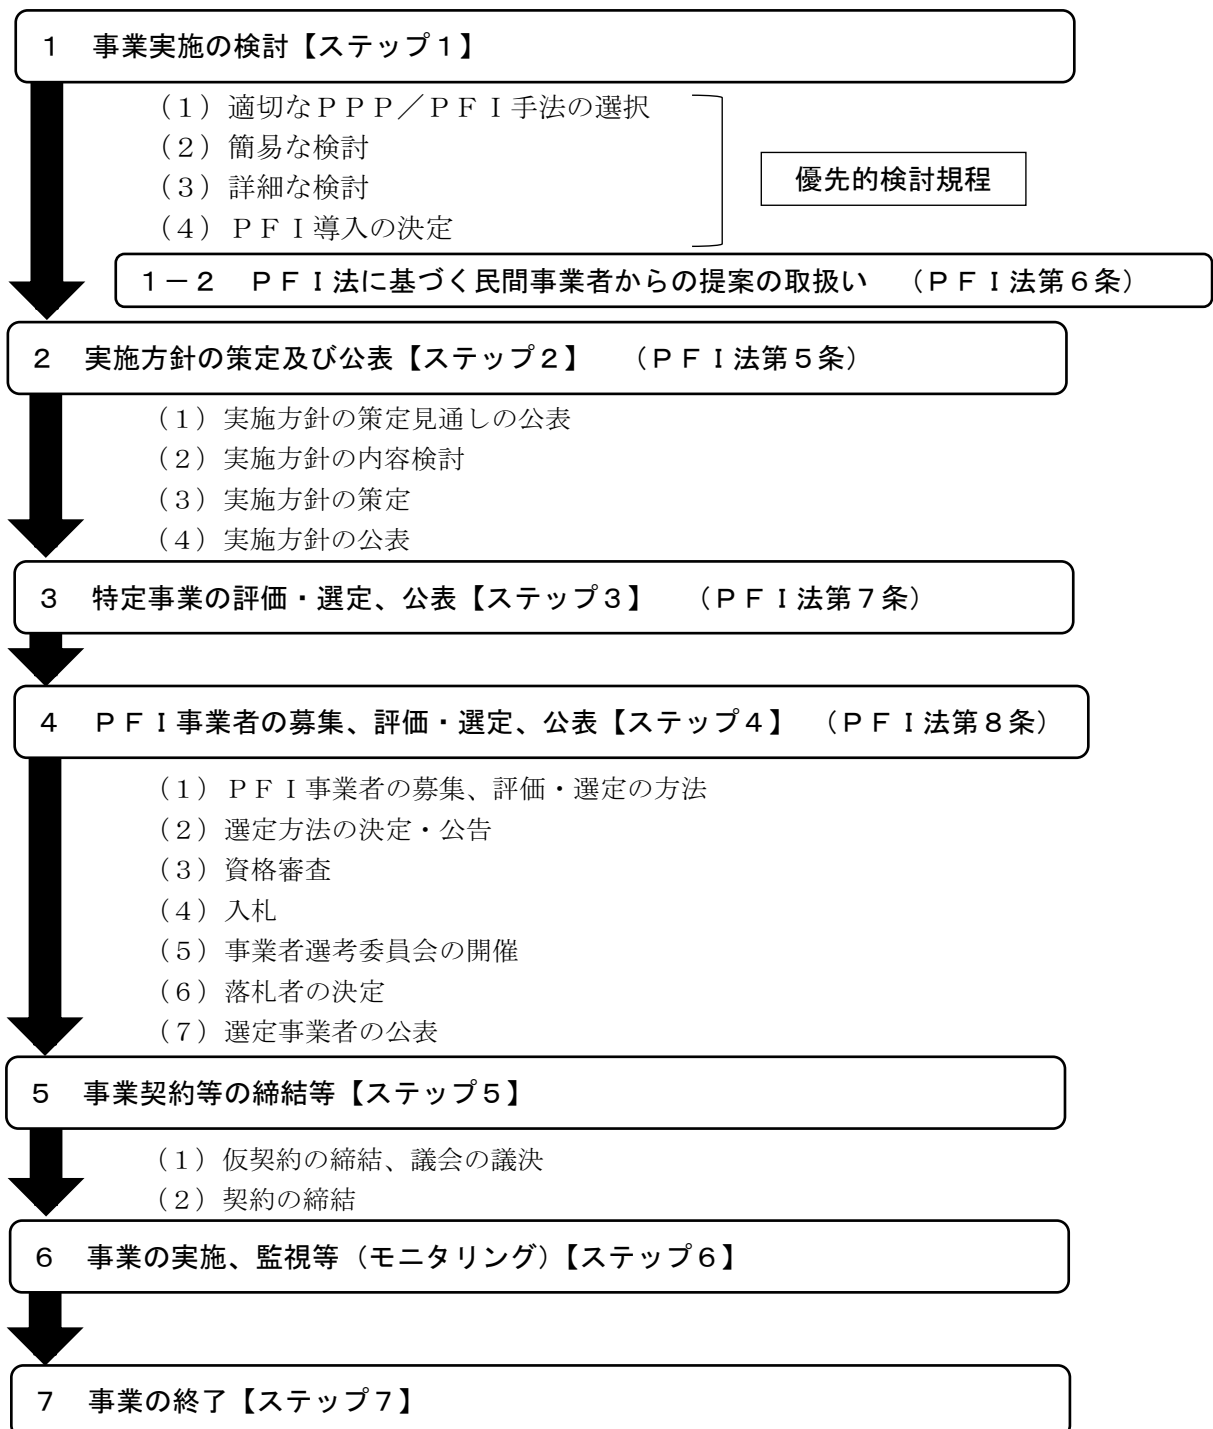 １　事業実施の検討【ステップ１】
（１）適切なＰＰＰ／ＰＦＩ手法の選択
（２）簡易な検討
（３）詳細な検討
（４）ＰＦＩ導入の決定
優先的検討規程
１－２　ＰＦＩ法に基づく民間事業者からの提案の取扱い　（ＰＦＩ法第６条）
２　実施方針の策定及び公表【ステップ２】　（ＰＦＩ法第５条）
（１）実施方針の策定見通しの公表
（２）実施方針の内容検討
（３）実施方針の策定
（４）実施方針の公表
３　特定事業の評価・選定、公表【ステップ３】　（ＰＦＩ法第７条）
４　ＰＦＩ事業者の募集、評価・選定、公表【ステップ４】　（ＰＦＩ法第８条）
（１）ＰＦＩ事業者の募集、評価・選定の方法
（２）選定方法の決定・公告
（３）資格審査
（４）入札
（５）事業者選考委員会の開催
（６）落札者の決定
（７）選定事業者の公表
５　事業契約等の締結等【ステップ５】
（１）仮契約の締結、議会の議決
（２）契約の締結
６　事業の実施、監視等（モニタリング）【ステップ６】
７　事業の終了【ステップ７】